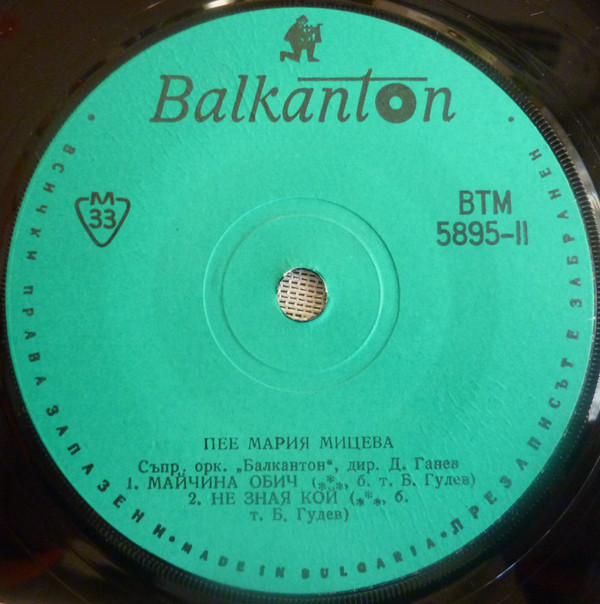 Balkanton
M
33
ВТМ
5895-II
ПЕЕ МАРИЯ МИЦЕВА
Съпр. орк. „Балкантон“, дир. Д. Ганев
1. МАЙЧИНА ОБИЧ (***, б. т. Б. Гудев)
2. НЕ ЗНАЯ КОЙ (***, б.
т. Б. Гудев)
• ВСИЧКИ ПРАВА ЗАПАЗЕНИ • MADE IN BULGARIA • ПРЕЗАПИСЪТ Е ЗАБРАНЕН •